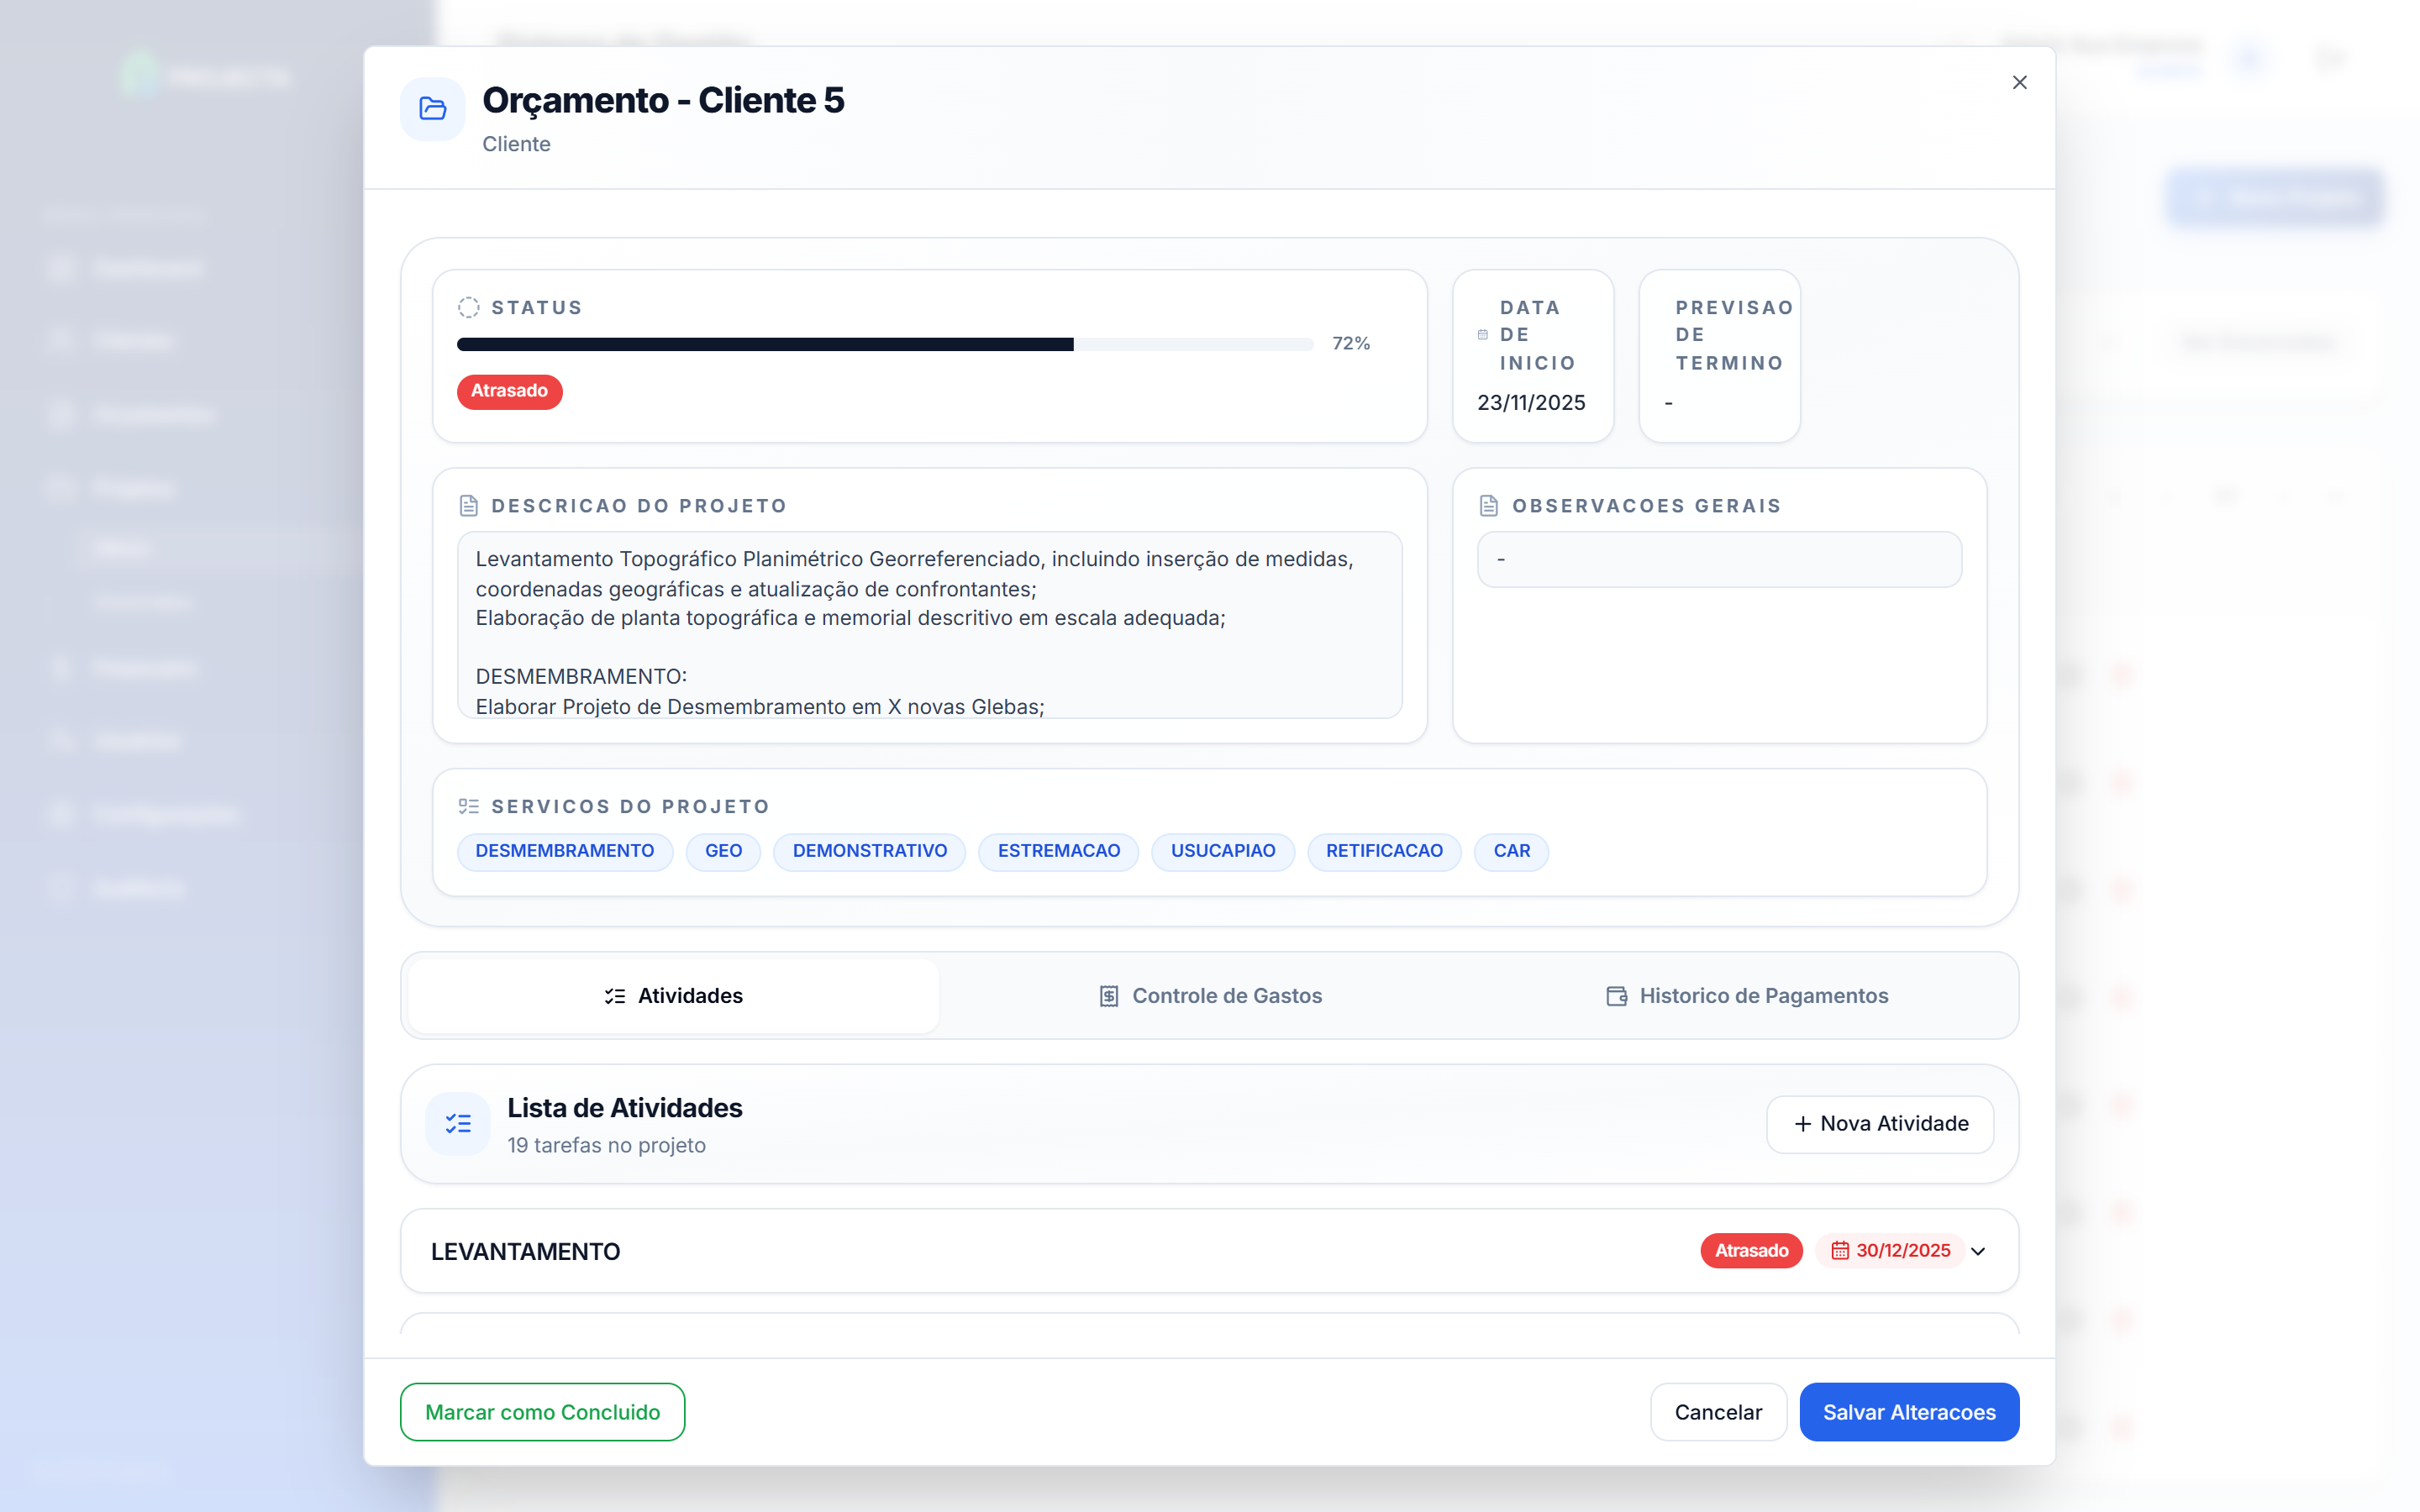 Orçamento - Cliente 5
Cliente
STATUS
72%
Atrasado
DATA
DE
INICIO
23/11/2025
PREVISAO
DE
TERMINO
-
DESCRICAO DO PROJETO
Levantamento Topográfico Planimétrico Georreferenciado, incluindo inserção de medidas,
coordenadas geográficas e atualização de confrontantes;
Elaboração de planta topográfica e memorial descritivo em escala adequada;
DESMEMBRAMENTO:
Elaborar Projeto de Desmembramento em X novas Glebas;
OBSERVACOES GERAIS
-
SERVICOS DO PROJETO
DESMEMBRAMENTO GEO DEMONSTRATIVO ESTREMACAO USUCAPIAO RETIFICACAO CAR
Atividades Controle de Gastos Historico de Pagamentos
Lista de Atividades
19 tarefas no projeto
+ Nova Atividade
LEVANTAMENTO Atrasado 30/12/2025
Marcar como Concluido Cancelar Salvar Alteracoes